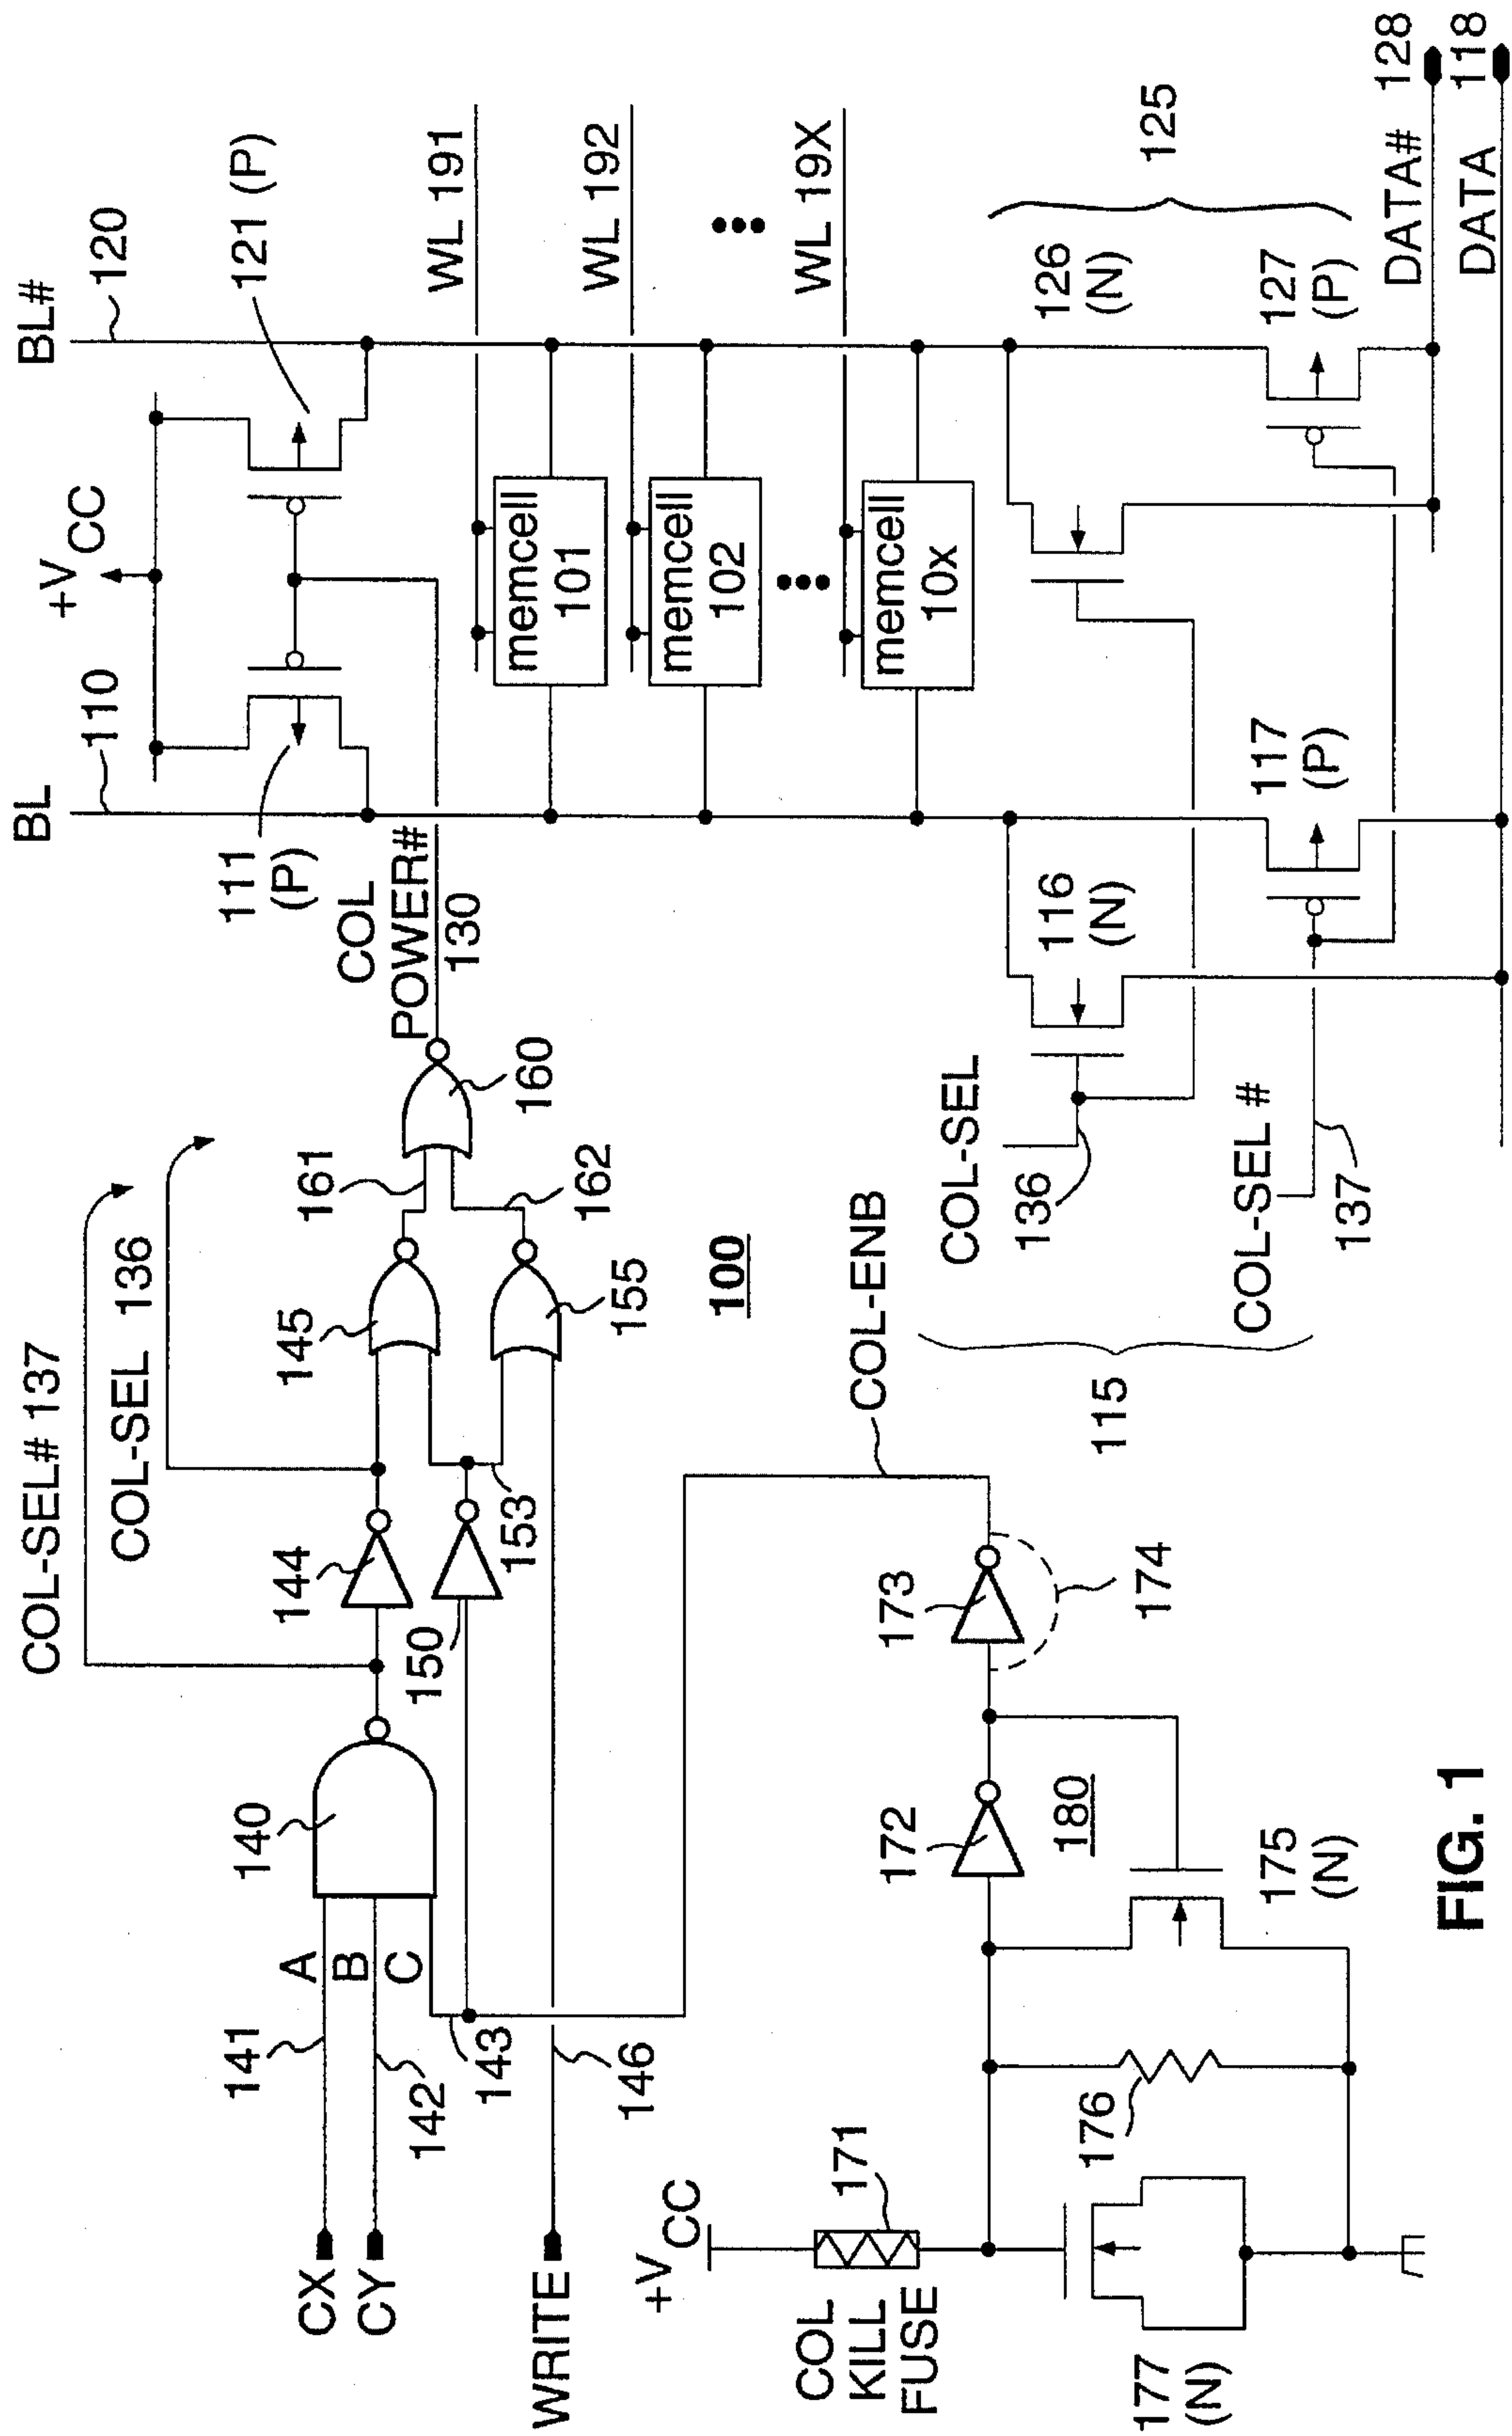 COL-SEL# 137
COL-SEL 136
CX
CY
WRITE
141
142
143
146
A
B
C
140
144
150
153
145
155
161
162
160
COL
POWER#
130
BL
110
BL#
120
+VCC
111
(P)
121 (P)
WL 191
WL 192
WL 19X
memcell
101
memcell
102
memcell
10x
100
COL-ENB
115
COL-SEL
136
COL-SEL #
137
116
(N)
117
(P)
126
(N)
127
(P)
125
DATA# 128
DATA 118
+VCC
COL
KILL
FUSE
171
172
173
174
180
175
(N)
176
177
(N)
FIG. 1